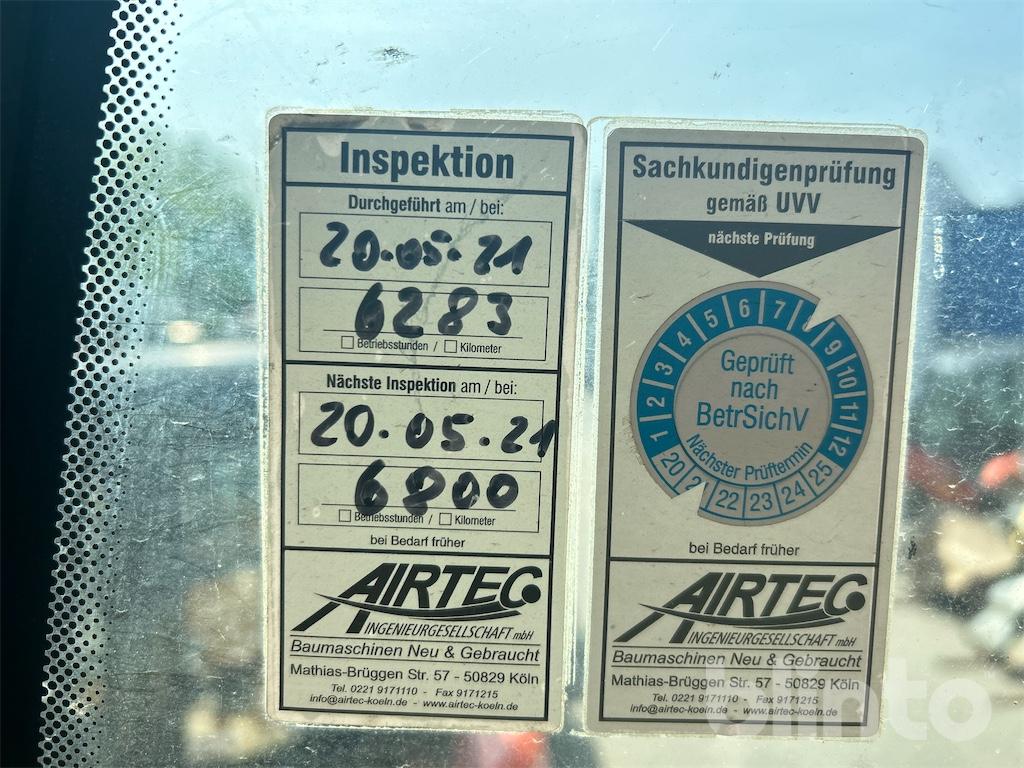 Inspektion
Durchgeführt am / bei:
20.05.21
6283
Betriebsstunden / Kilometer
Nächste Inspektion am / bei:
20.05.21
6800
Betriebsstunden / Kilometer
bei Bedarf früher
AIRTEC
INGENIEURGESELLSCHAFT mbH
Baumaschinen Neu & Gebraucht
Mathias-Brüggen Str. 57 - 50829 Köln
Tel. 0221 9171110 - Fax 9171215
info@airtec-koeln.de - www.airtec-koeln.de
Sachkundigenprüfung
gemäß UVV
nächste Prüfung
1 2 3 4 5 6 7 9 10 11 12
Geprüft
nach
BetrSichV
Nächster Prüftermin
20 2 22 23 24 25
bei Bedarf früher
AIRTEC
INGENIEURGESELLSCHAFT mbH
Baumaschinen Neu & Gebraucht
Mathias-Brüggen Str. 57 - 50829 Köln
Tel. 0221 9171110 - Fax 9171215
info@airtec-koeln.de - www.airtec-koeln.de
blinto